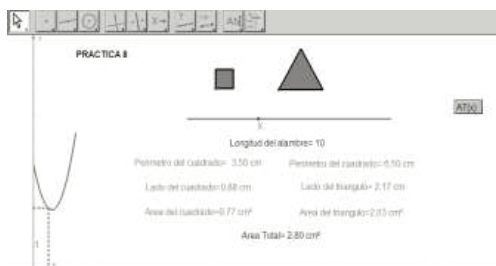 PRACTICA 8
AT(x)
X
Longitud del alambre= 10
Perímetro del cuadrado= 3.50 cm
Perímetro del cuadrado=6.50 cm
Lado del cuadrado=0.88 cm
Lado del triangulo= 2.17 cm
Area del cuadrado=0.77 cm²
Area del triangulo=2.03 cm²
Area Total= 2.80 cm²